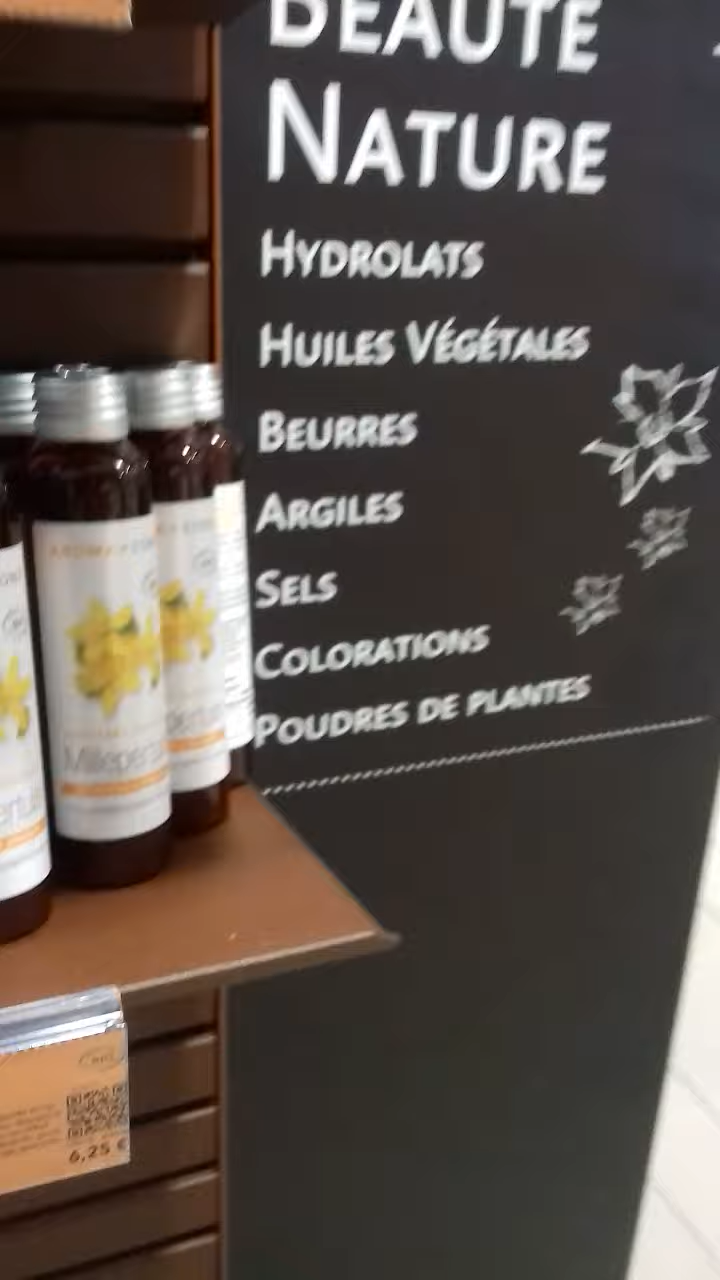 BEAUTÉ
NATURE
HYDROLATS
HUILES VÉGÉTALES
BEURRES
ARGILES
SELS
COLORATIONS
POUDRES DE PLANTES
6,25 €